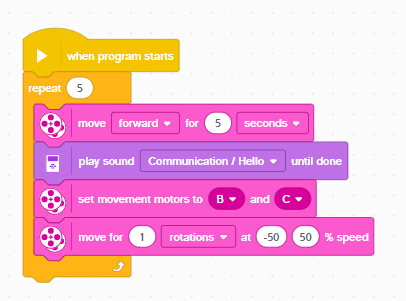 when program starts
repeat 5
move forward for 5 seconds
play sound Communication / Hello until done
set movement motors to B and C
move for 1 rotations at -50 50 % speed